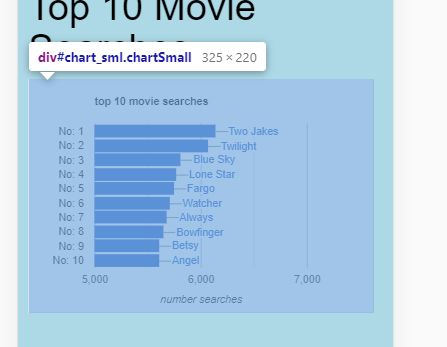 Top 10 Movie
Searches
div#chart_sml.chartSmall 325 × 220
top 10 movie searches
No: 1 Two Jakes
No: 2 Twilight
No: 3 Blue Sky
No: 4 Lone Star
No: 5 Fargo
No: 6 Watcher
No: 7 Always
No: 8 Bowfinger
No: 9 Betsy
No: 10 Angel
5,000 6,000 7,000
number searches